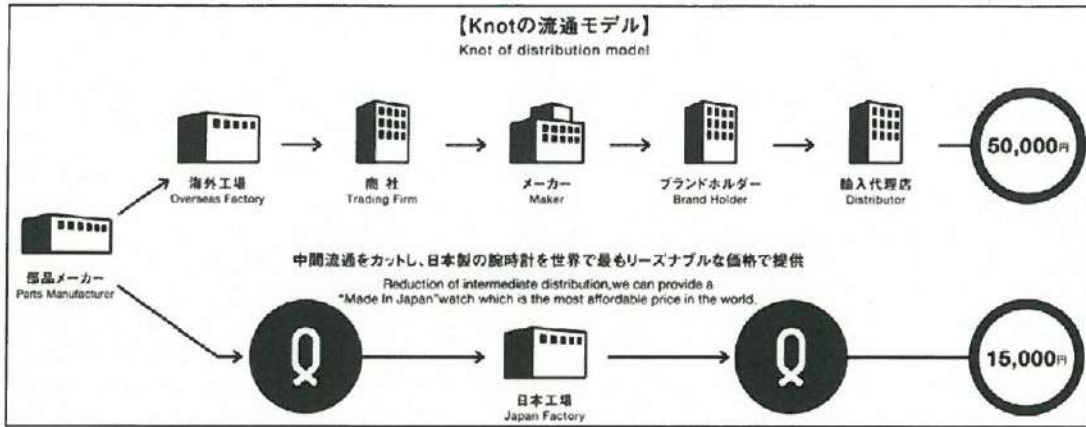 【Knotの流通モデル】
Knot of distribution model
海外工場
Overseas Factory
商社
Trading Firm
メーカー
Maker
ブランドホルダー
Brand Holder
輸入代理店
Distributor
50,000円
部品メーカー
Parts Manufacturer
中間流通をカットし、日本製の腕時計を世界で最もリーズナブルな価格で提供
Reduction of intermediate distribution,we can provide a
"Made In Japan"watch which is the most affordable price in the world.
日本工場
Japan Factory
15,000円